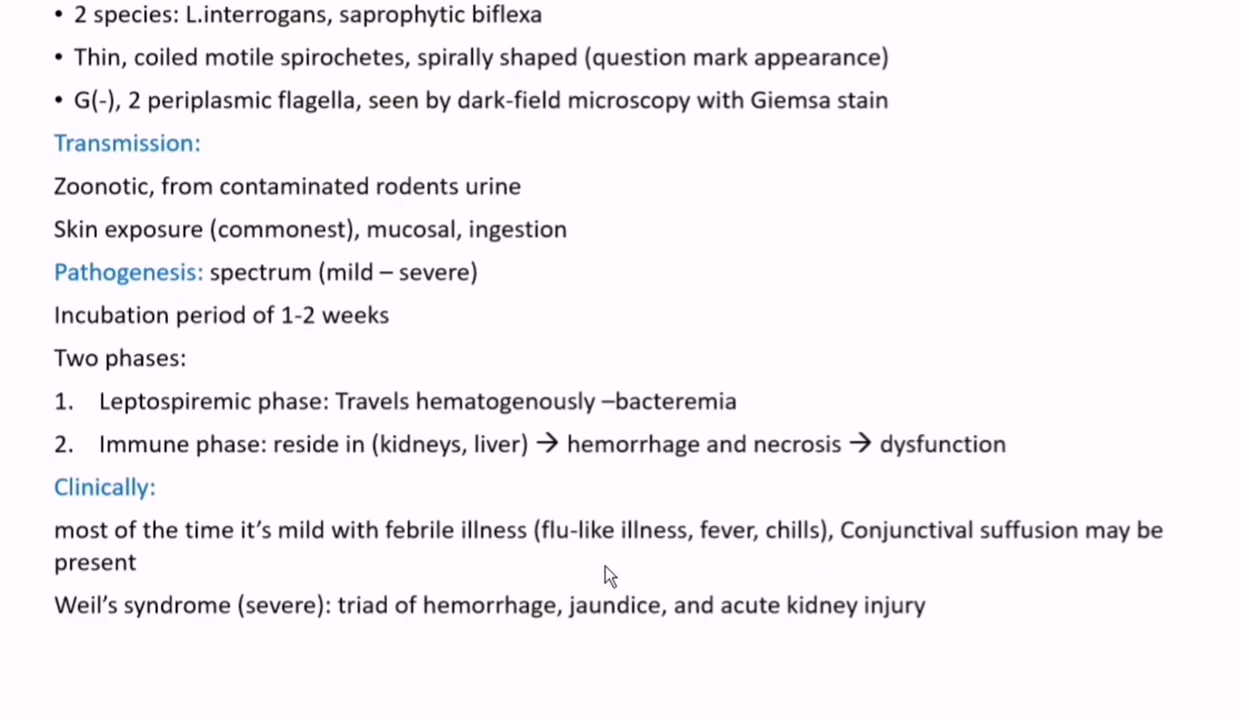 • 2 species: L.interrogans, saprophytic biflexa
• Thin, coiled motile spirochetes, spirally shaped (question mark appearance)
• G(-), 2 periplasmic flagella, seen by dark-field microscopy with Giemsa stain
Transmission:
Zoonotic, from contaminated rodents urine
Skin exposure (commonest), mucosal, ingestion
Pathogenesis: spectrum (mild – severe)
Incubation period of 1-2 weeks
Two phases:
1. Leptospiremic phase: Travels hematogenously –bacteremia
2. Immune phase: reside in (kidneys, liver) → hemorrhage and necrosis → dysfunction
Clinically:
most of the time it’s mild with febrile illness (flu-like illness, fever, chills), Conjunctival suffusion may be
present
Weil’s syndrome (severe): triad of hemorrhage, jaundice, and acute kidney injury